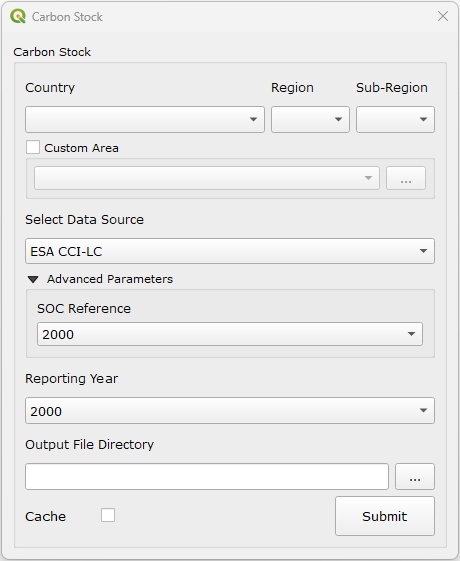 Carbon Stock
Carbon Stock
Country Region Sub-Region
Custom Area
...
Select Data Source
ESA CCI-LC
Advanced Parameters
SOC Reference
2000
Reporting Year
2000
Output File Directory
...
Cache Submit